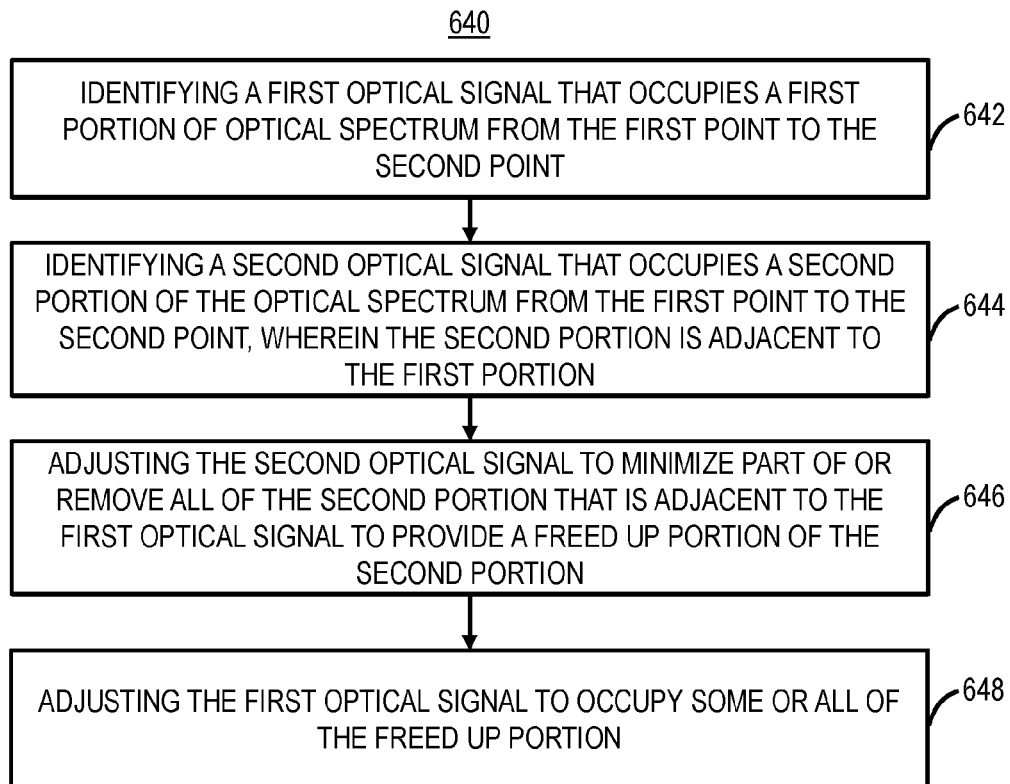 640
IDENTIFYING A FIRST OPTICAL SIGNAL THAT OCCUPIES A FIRST
PORTION OF OPTICAL SPECTRUM FROM THE FIRST POINT TO THE
SECOND POINT
642
IDENTIFYING A SECOND OPTICAL SIGNAL THAT OCCUPIES A SECOND
PORTION OF THE OPTICAL SPECTRUM FROM THE FIRST POINT TO THE
SECOND POINT, WHEREIN THE SECOND PORTION IS ADJACENT TO
THE FIRST PORTION
644
ADJUSTING THE SECOND OPTICAL SIGNAL TO MINIMIZE PART OF OR
REMOVE ALL OF THE SECOND PORTION THAT IS ADJACENT TO THE
FIRST OPTICAL SIGNAL TO PROVIDE A FREED UP PORTION OF THE
SECOND PORTION
646
ADJUSTING THE FIRST OPTICAL SIGNAL TO OCCUPY SOME OR ALL OF
THE FREED UP PORTION
648